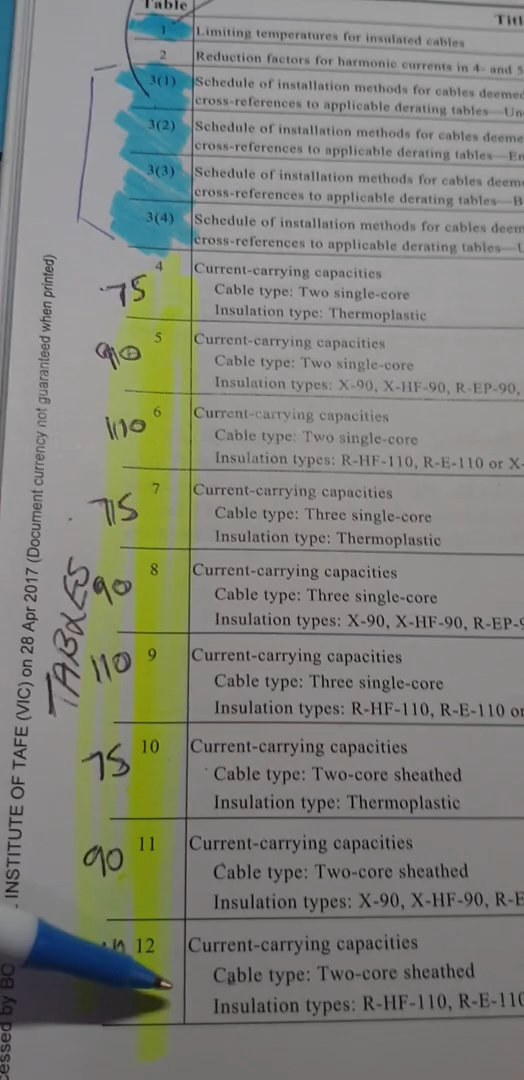 Table
Titl
1 Limiting temperatures for insulated cables
2 Reduction factors for harmonic currents in 4- and 5
3(1) Schedule of installation methods for cables deemed
cross-references to applicable derating tables—Un
3(2) Schedule of installation methods for cables deeme
cross-references to applicable derating tables—En
3(3) Schedule of installation methods for cables deem
cross-references to applicable derating tables—B
3(4) Schedule of installation methods for cables deem
cross-references to applicable derating tables—U
75 4 Current-carrying capacities
Cable type: Two single-core
Insulation type: Thermoplastic
90 5 Current-carrying capacities
Cable type: Two single-core
Insulation types: X-90, X-HF-90, R-EP-90,
110 6 Current-carrying capacities
Cable type: Two single-core
Insulation types: R-HF-110, R-E-110 or X-
75 7 Current-carrying capacities
Cable type: Three single-core
Insulation type: Thermoplastic
90 8 Current-carrying capacities
Cable type: Three single-core
Insulation types: X-90, X-HF-90, R-EP-9
110 9 Current-carrying capacities
Cable type: Three single-core
Insulation types: R-HF-110, R-E-110 or
75 10 Current-carrying capacities
Cable type: Two-core sheathed
Insulation type: Thermoplastic
90 11 Current-carrying capacities
Cable type: Two-core sheathed
Insulation types: X-90, X-HF-90, R-E
12 Current-carrying capacities
Cable type: Two-core sheathed
Insulation types: R-HF-110, R-E-110
TABLES
cessed by BO . INSTITUTE OF TAFE (VIC) on 28 Apr 2017 (Document currency not guaranteed when printed)